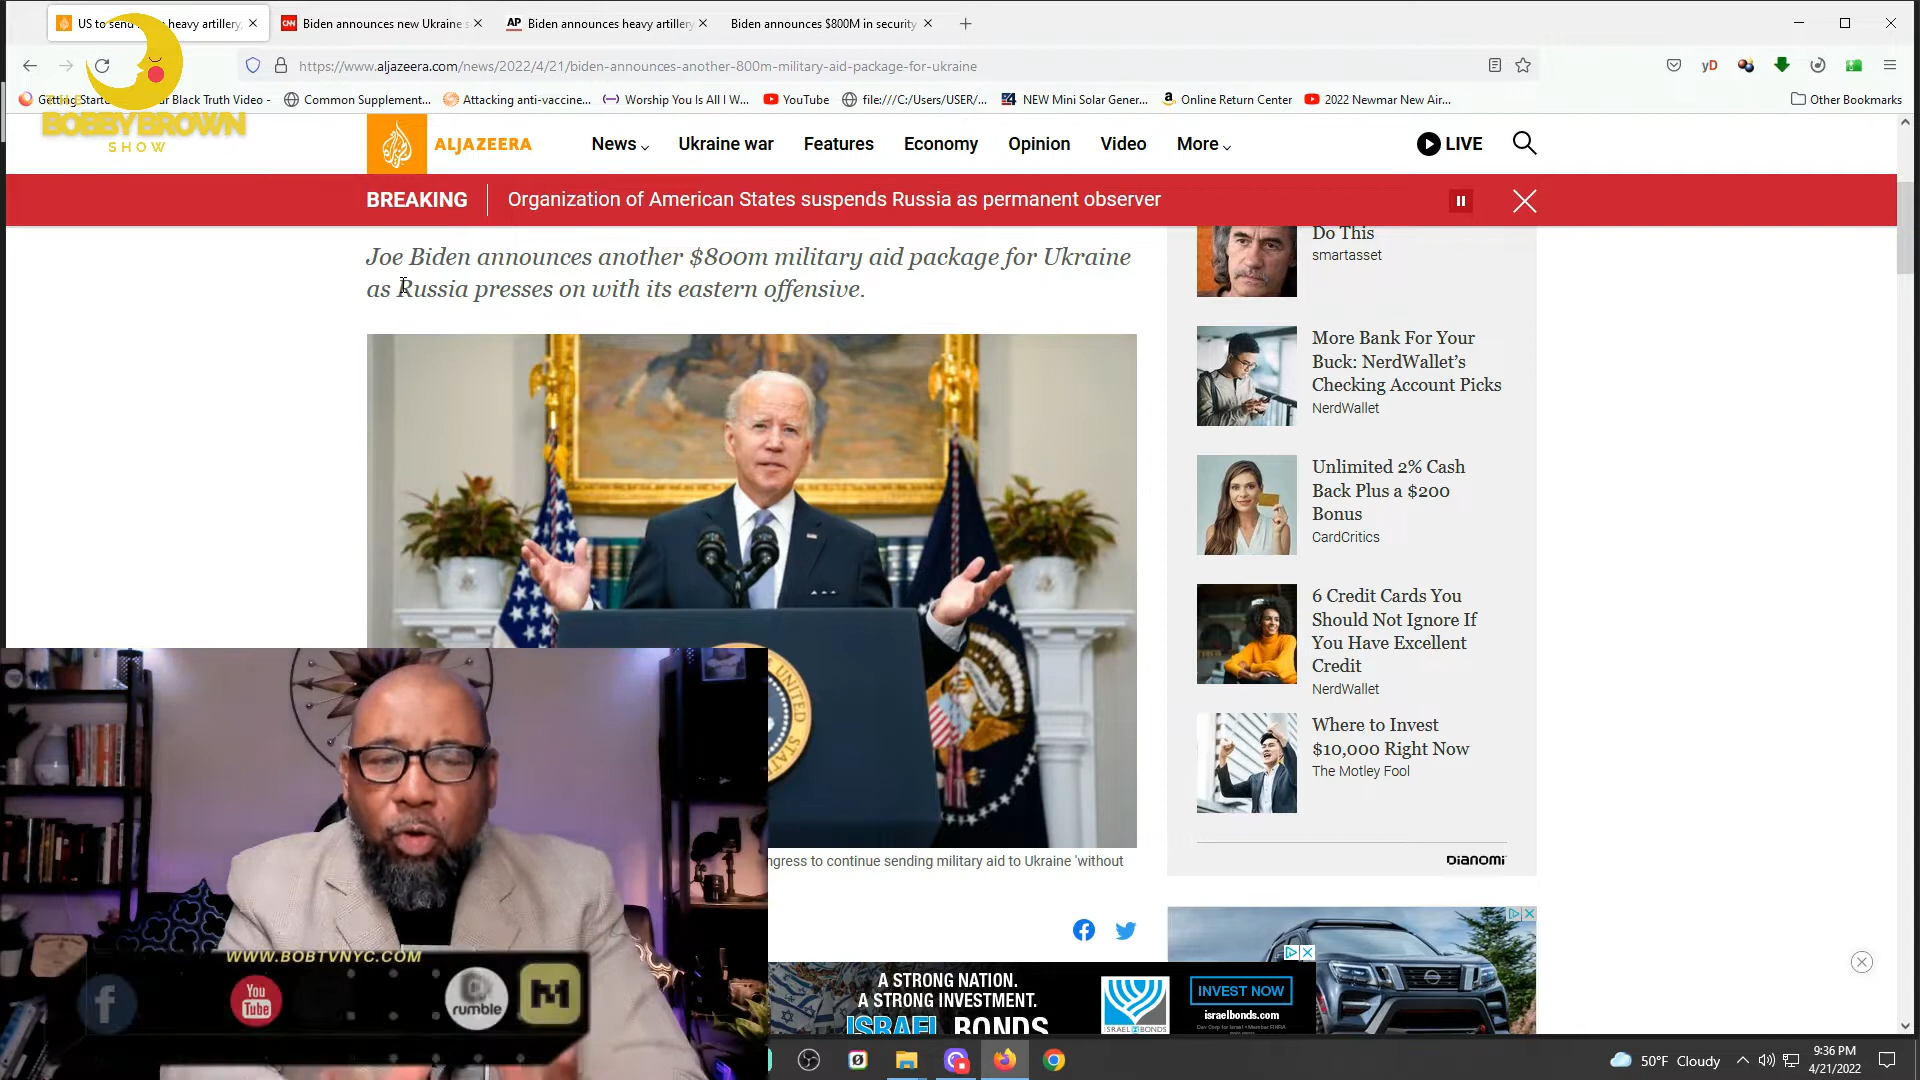 US to send heavy artillery,
Biden announces new Ukraine s
AP Biden announces heavy artillery
Biden announces $800M in security
https://www.aljazeera.com/news/2022/4/21/biden-announces-another-800m-military-aid-package-for-ukraine
Getting Starte
ur Black Truth Video -
Common Supplement...
Attacking anti-vaccine...
Worship You Is All I W...
YouTube
file:///C:/Users/USER/...
NEW Mini Solar Gener...
Online Return Center
2022 Newmar New Air...
Other Bookmarks
THE
BOBBY BROWN
SHOW
ALJAZEERA
News
Ukraine war
Features
Economy
Opinion
Video
More
LIVE
BREAKING
Organization of American States suspends Russia as permanent observer
Joe Biden announces another $800m military aid package for Ukraine
as Russia presses on with its eastern offensive.
Do This
smartasset
More Bank For Your
Buck: NerdWallet's
Checking Account Picks
NerdWallet
Unlimited 2% Cash
Back Plus a $200
Bonus
CardCritics
6 Credit Cards You
Should Not Ignore If
You Have Excellent
Credit
NerdWallet
Where to Invest
$10,000 Right Now
The Motley Fool
DIANOMI
ngress to continue sending military aid to Ukraine 'without
WWW.BOBTVNYC.COM
You
Tube
rumble
A STRONG NATION.
A STRONG INVESTMENT.
ISRAEL BONDS
ISRAEL BONDS
INVEST NOW
israelbonds.com
50°F Cloudy
9:36 PM
4/21/2022